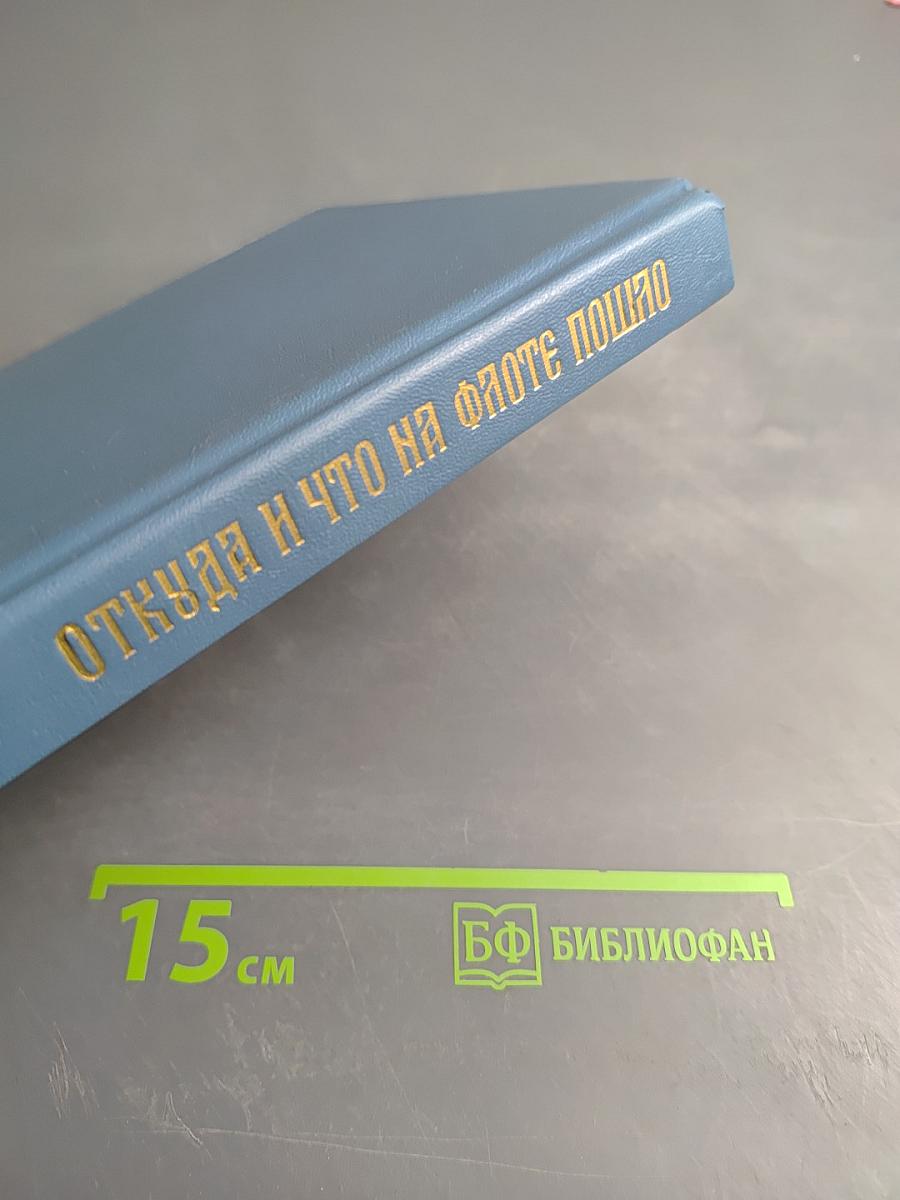 ОТКУДА И ЧТО НА ФЛОТЕ ПОШЛО
15 см
БФ БИБЛИОФАН